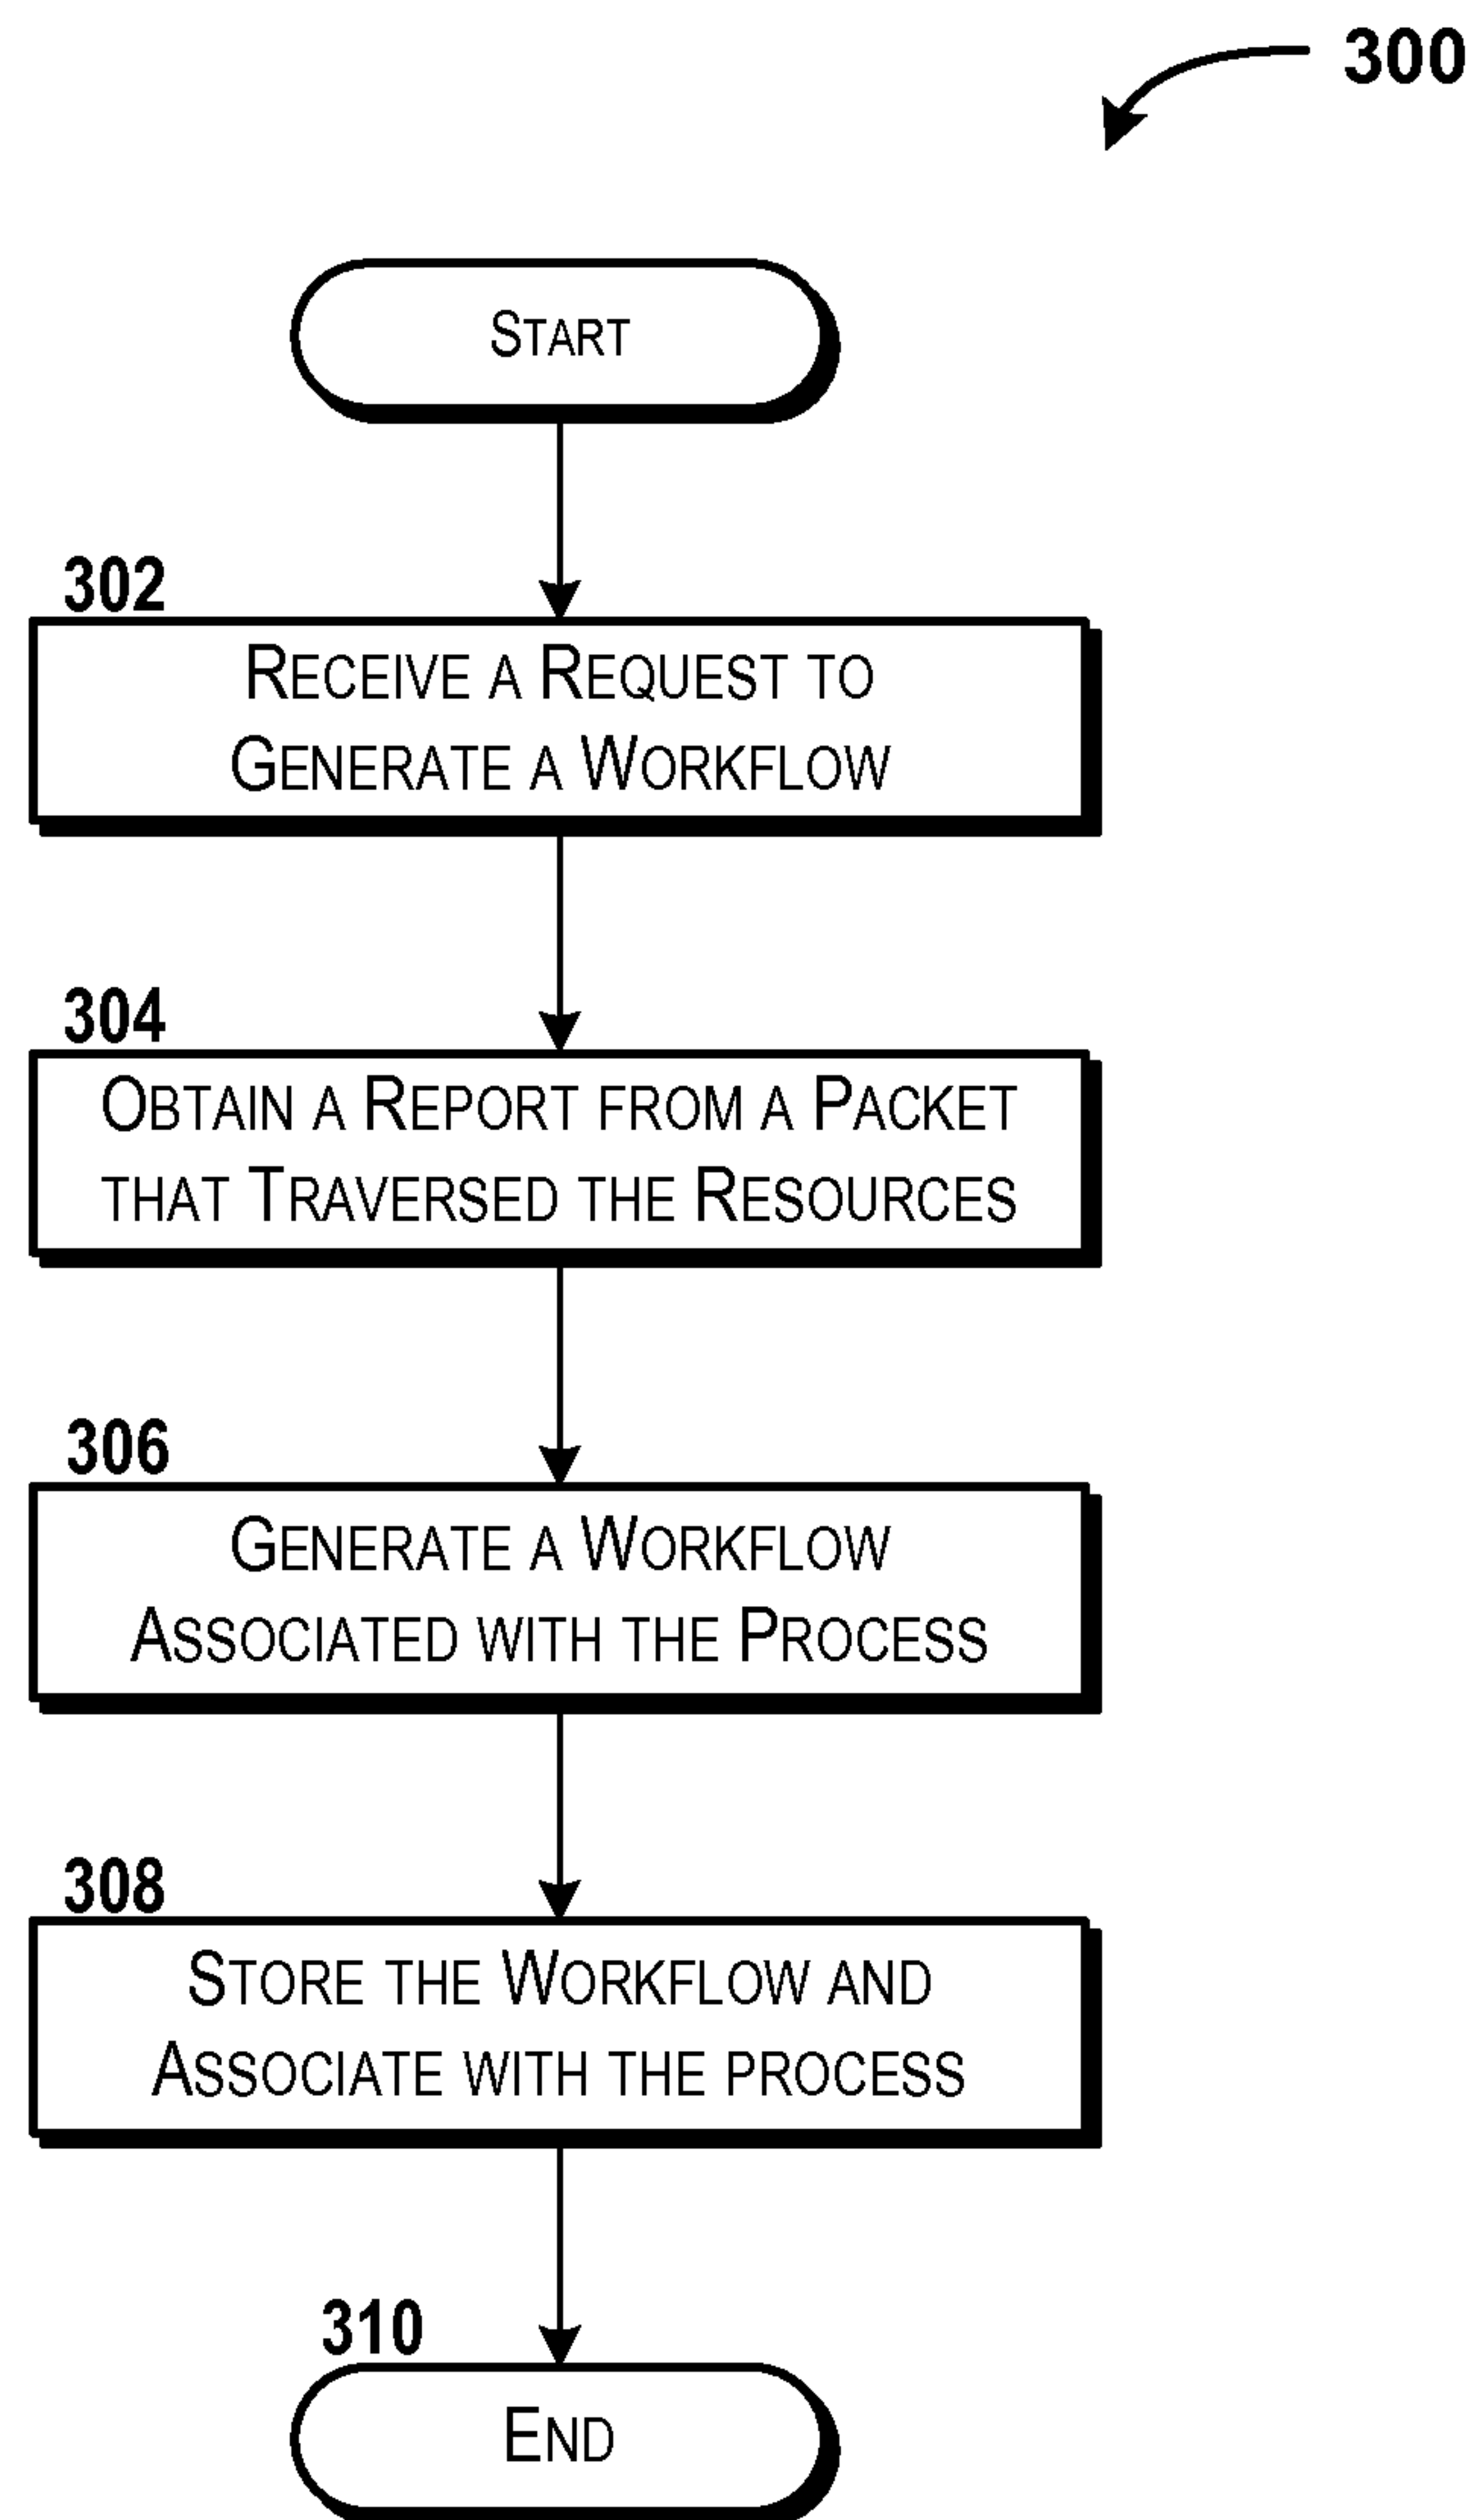 300
Start
302
Receive a Request to
Generate a Workflow
304
Obtain a Report from a Packet
that Traversed the Resources
306
Generate a Workflow
Associated with the Process
308
Store the Workflow and
Associate with the process
310
End